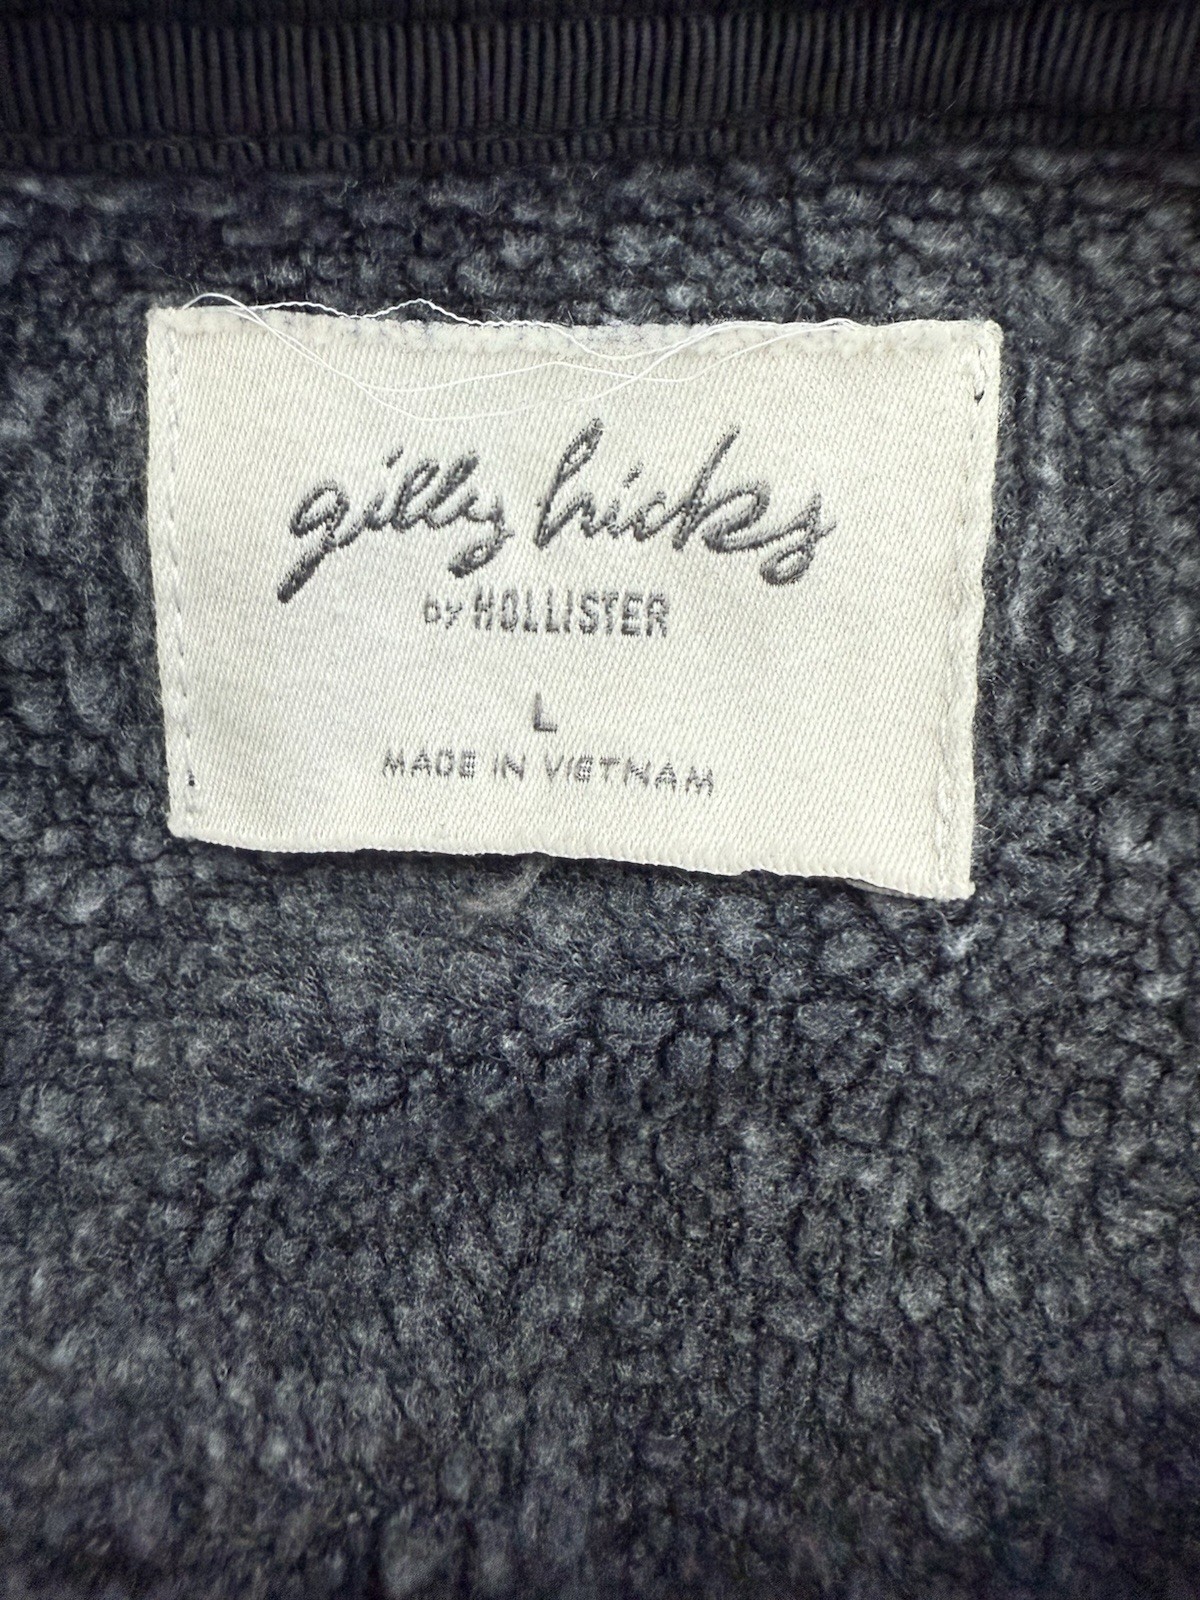 gilly hicks
by HOLLISTER
L
MADE IN VIETNAM